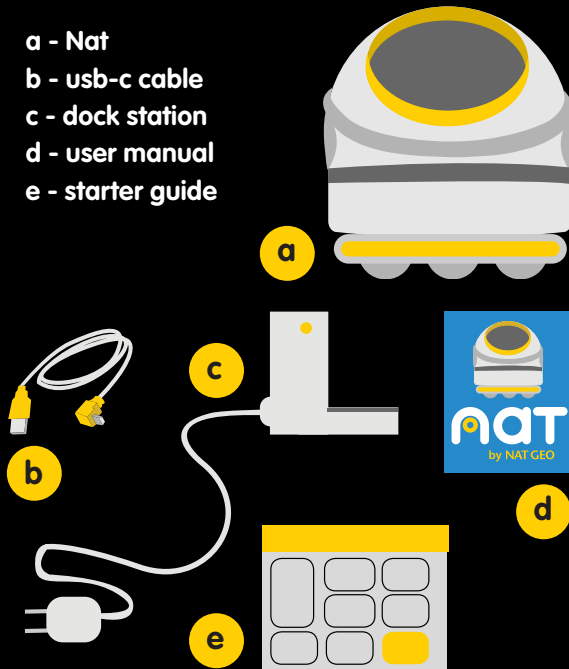 a - Nat
b - usb-c cable
c - dock station
d - user manual
e - starter guide
a
c
b
nat
by NAT GEO
d
e